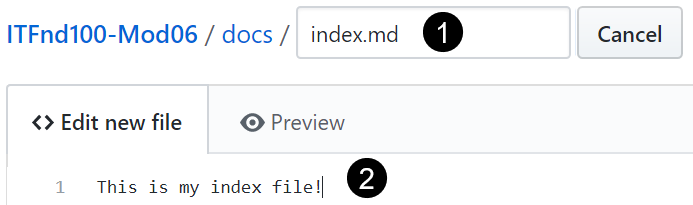 ITFnd100-Mod06 / docs / index.md 1 Cancel
<> Edit new file Preview
1 This is my index file! 2